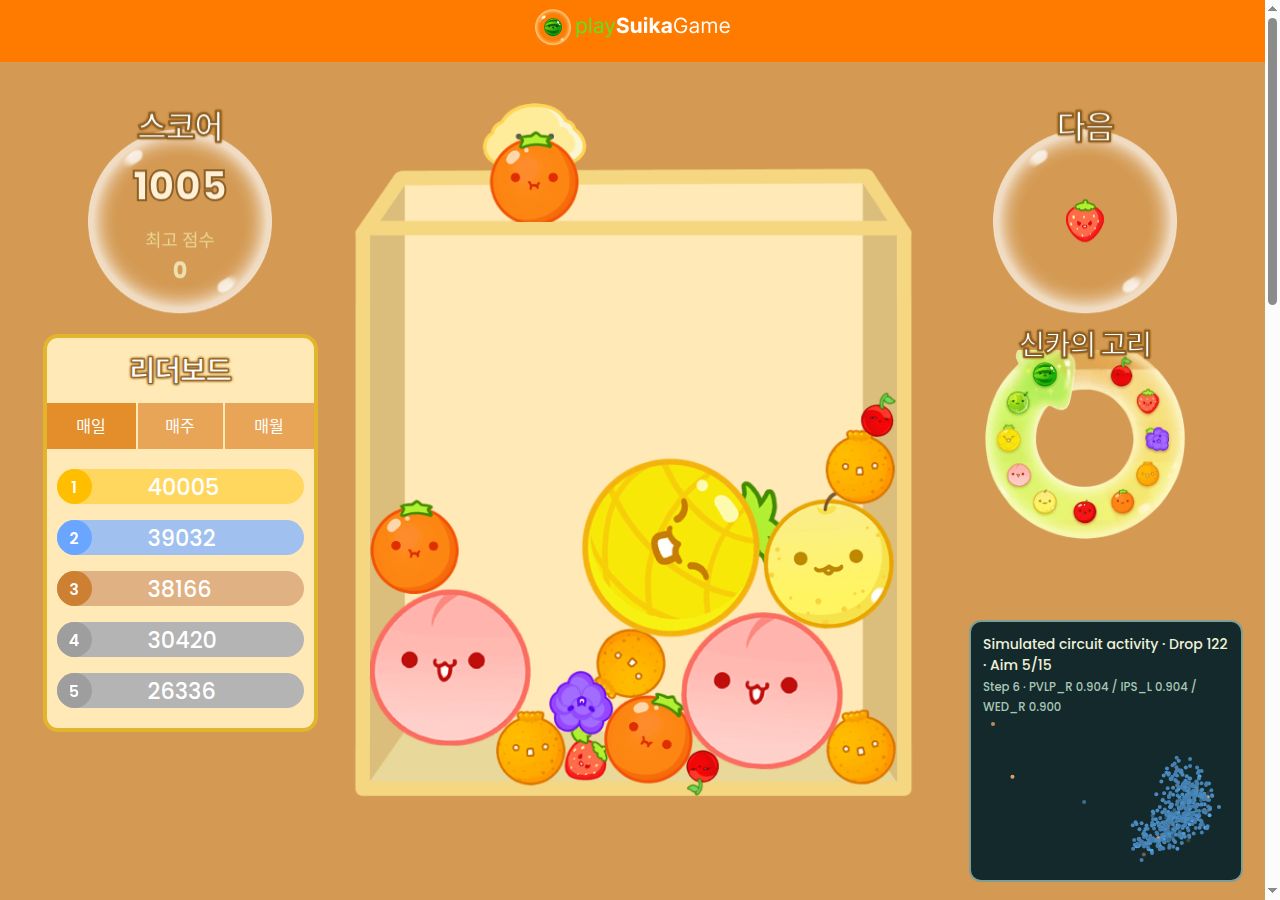 playSuikaGame
스코어
1005
최고 점수
0
다음
신카의 고리
리더보드
매일 매주 매월
1 40005
2 39032
3 38166
4 30420
5 26336
Simulated circuit activity · Drop 122
· Aim 5/15
Step 6 · PVLP_R 0.904 / IPS_L 0.904 /
WED_R 0.900